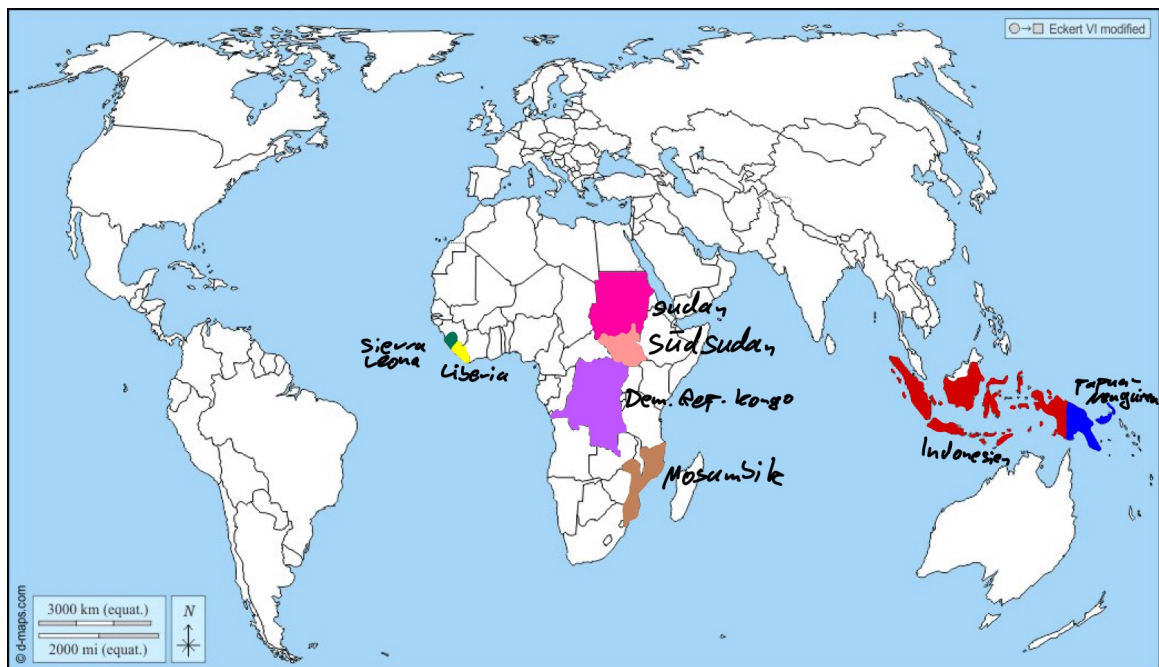 Eckert VI modified
Sudan
Südsudan
Sierra
Leona
Liberia
Dem. Rep. Kongo
Papua-
neuguinea
Indonesien
Mosambik
3000 km (equat.)
2000 mi (equat.)
N
© d-maps.com